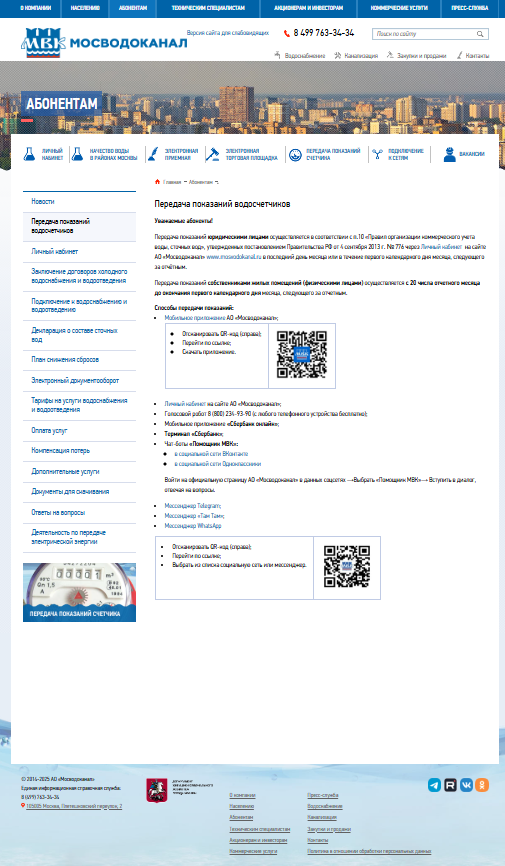 О КОМПАНИИ НАСЕЛЕНИЮ АБОНЕНТАМ ТЕХНИЧЕСКИМ СПЕЦИАЛИСТАМ АКЦИОНЕРАМ И ИНВЕСТОРАМ КОММЕРЧЕСКИЕ УСЛУГИ ПРЕСС-СЛУЖБА
МВК МОСВОДОКАНАЛ
Версия сайта для слабовидящих
8 499 763-34-34
Поиск по сайту
Водоснабжение Канализация Закупки и продажи Контакты
АБОНЕНТАМ
ЛИЧНЫЙ КАБИНЕТ
КАЧЕСТВО ВОДЫ В РАЙОНАХ МОСКВЫ
ЭЛЕКТРОННАЯ ПРИЕМНАЯ
ЭЛЕКТРОННАЯ ТОРГОВАЯ ПЛОЩАДКА
ПЕРЕДАЧА ПОКАЗАНИЙ СЧЕТЧИКА
ПОДКЛЮЧЕНИЕ К СЕТЯМ
ВАКАНСИИ
Новости
Передача показаний
водосчетчиков
Личный кабинет
Заключение договоров холодного
водоснабжения и водоотведения
Подключение к водоснабжению и
водоотведению
Декларация о составе сточных
вод
План снижения сбросов
Электронный документооборот
Тарифы на услуги водоснабжения
и водоотведения
Оплата услуг
Компенсация потерь
Дополнительные услуги
Документы для скачивания
Ответы на вопросы
Деятельность по передаче
электрической энергии
ПЕРЕДАЧА ПОКАЗАНИЙ СЧЕТЧИКА
Главная → Абонентам →
Передача показаний водосчетчиков
Уважаемые абоненты!
Передача показаний юридическими лицами осуществляется в соответствии с п.10 «Правил организации коммерческого учета
воды, сточных вод», утвержденных постановлением Правительства РФ от 4 сентября 2013 г. № 776 через Личный кабинет на сайте
АО «Мосводоканал» www.mosvodokanal.ru в последний день месяца или в течение первого календарного дня месяца, следующего
за отчётным.
Передача показаний собственниками жилых помещений (физическими лицами) осуществляется с 20 числа отчетного месяца
до окончания первого календарного дня месяца, следующего за отчетным.
Способы передачи показаний:
• Мобильное приложение АО «Мосводоканал»;
• Отсканировать QR-код (справа);
• Перейти по ссылке;
• Скачать приложение.
• Личный кабинет на сайте АО «Мосводоканал»;
• Голосовой робот 8 (800) 234-93-90 (с любого телефонного устройства бесплатно);
• Мобильное приложение «Сбербанк онлайн»;
• Терминал «Сбербанк»;
• Чат-боты «Помощник МВК»:
• в социальной сети ВКонтакте
• в социальной сети Одноклассники
Войти на официальную страницу АО «Мосводоканал» в данных соцсетях →Выбрать «Помощник МВК»→ Вступить в диалог,
отвечая на вопросы.
• Мессенджер Telegram;
• Мессенджер «Там Там»;
• Мессенджер WhatsApp
• Отсканировать QR-код (справа);
• Перейти по ссылке;
• Выбрать из списка социальную сеть или мессенджер.
© 2014-2025 АО «Мосводоканал»
Единая информационная справочная служба:
8 (499) 763-34-34
105005 Москва, Плетешковский переулок, 2
О компании
Населению
Абонентам
Техническим специалистам
Акционерам и инвесторам
Коммерческие услуги
Пресс-служба
Водоснабжение
Канализация
Закупки и продажи
Контакты
Политика в отношении обработки персональных данных